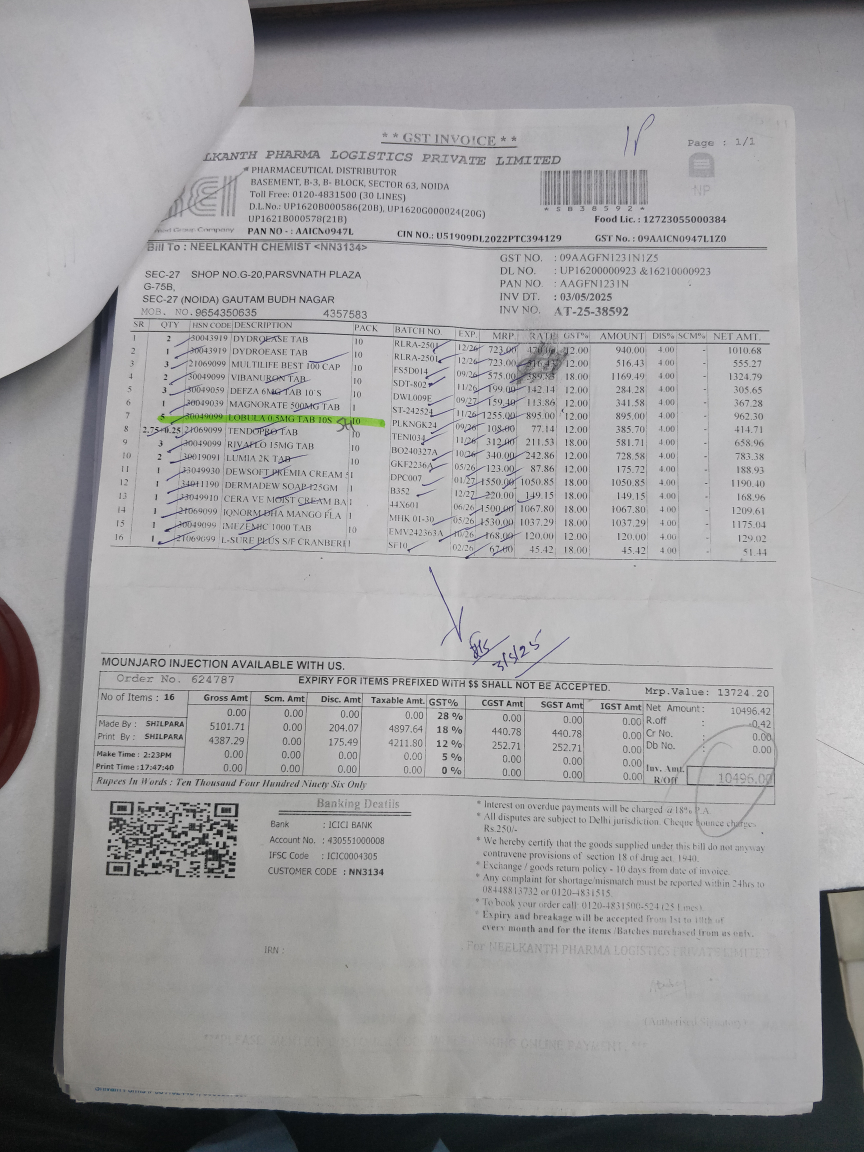 ** GST INVOICE **
Page : 1/1
LKANTH PHARMA LOGISTICS PRIVATE LIMITED
PHARMACEUTICAL DISTRIBUTOR
BASEMENT, B-3, B- BLOCK, SECTOR 63, NOIDA
Toll Free: 0120-4831500 (30 LINES)
D.L.No.: UP1620B000586(20B), UP1620G000024(20G)
UP1621B000578(21B)
*SB38592*
NP
Food Lic. : 12723055000384
PAN NO - : AAICN0947L
CIN NO.: U51909DL2022PTC394129
GST No. : 09AAICN0947L1Z0
Bill To : NEELKANTH CHEMIST <NN3134>
GST NO. : 09AAGFN1231N1Z5
SEC-27 SHOP NO.G-20,PARSVNATH PLAZA
DL NO. : UP16200000923 &16210000923
G-75B,
PAN NO. : AAGFN1231N
SEC-27 (NOIDA) GAUTAM BUDH NAGAR
INV DT. : 03/05/2025
MOB. NO.9654350635 4357583
INV NO. AT-25-38592
SR QTY HSN CODE DESCRIPTION PACK BATCH NO. EXP. MRP RATE GST% AMOUNT DIS% SCM% NET AMT.
1 2 30043919 DYDROEASE TAB 10 RLRA-2501 12/26 723.00 12.00 940.00 4.00 - 1010.68
2 1 30043919 DYDROEASE TAB 10 RLRA-2501 12/26 723.00 12.00 516.43 4.00 - 555.27
3 3 21069099 MULTILIFE BEST 100 CAP 10 FS5D014 09/26 575.00 18.00 1169.49 4.00 - 1324.79
4 2 30049099 VIBANURON TAB 10 SDT-802 11/26 199.00 142.14 12.00 284.28 4.00 - 305.65
5 3 30049059 DEFZA 6MG TAB 10'S 10 DWL009E 09/27 159.40 113.86 12.00 341.58 4.00 - 367.28
6 1 30049039 MAGNORATE 500MG TAB 1 ST-242524 11/26 1255.00 895.00 12.00 895.00 4.00 - 962.30
7 5 30049099 LOBULA 0.5MG TAB 10S 10 PLKNGK24 09/26 108.00 77.14 12.00 385.70 4.00 - 414.71
8 2.75+0.25 21069099 TENDOPRO TAB 10 TENI034 11/26 312.00 211.53 18.00 581.71 4.00 - 658.96
9 3 30049099 RIVAFLO 15MG TAB 10 BO240327A 10/26 340.00 242.86 12.00 728.58 4.00 - 783.38
10 2 30019091 LUMIA 2K TAB 10 GKF2236A 05/26 123.00 87.86 12.00 175.72 4.00 - 188.93
11 1 33049930 DEWSOFT PREMIA CREAM 5 1 DPC007 01/27 1550.00 1050.85 18.00 1050.85 4.00 - 1190.40
12 1 34011190 DERMADEW SOAP 125GM 1 B352 12/27 220.00 149.15 18.00 149.15 4.00 - 168.96
13 1 33049910 CERA VE MOIST CREAM BA 1 44X601 06/26 1500.00 1067.80 18.00 1067.80 4.00 - 1209.61
14 1 21069099 IQNORM DHA MANGO FLA 1 MHK 01-30 05/26 1530.00 1037.29 18.00 1037.29 4.00 - 1175.04
15 1 30049099 IMEZEMIC 1000 TAB 10 EMV242363A 10/26 168.00 120.00 12.00 120.00 4.00 - 129.02
16 1 21069099 L-SURE PLUS S/F CRANBERE 1 SF10 02/26 67.00 45.42 18.00 45.42 4.00 - 51.44
3/5/25
MOUNJARO INJECTION AVAILABLE WITH US.
Order No. 624787
EXPIRY FOR ITEMS PREFIXED WITH $$ SHALL NOT BE ACCEPTED.
Mrp.Value: 13724.20
No of Items : 16
Gross Amt Scm. Amt Disc. Amt Taxable Amt. GST% CGST Amt SGST Amt IGST Amt
0.00 0.00 0.00 0.00 28 % 0.00 0.00 0.00
5101.71 0.00 204.07 4897.64 18 % 440.78 440.78 0.00
4387.29 0.00 175.49 4211.80 12 % 252.71 252.71 0.00
0.00 0.00 0.00 0.00 5 % 0.00 0.00 0.00
0.00 0.00 0.00 0.00 0 % 0.00 0.00 0.00
Made By : SHILPARA
Print By : SHILPARA
Make Time : 2:23PM
Print Time :17:47:40
Net Amount: 10496.42
R.off : -0.42
Cr No. : 0.00
Db No. 0.00
Inv. Amt. R/Off 10496.00
Rupees In Words : Ten Thousand Four Hundred Ninety Six Only
Banking Deatils
Bank : ICICI BANK
Account No. : 430551000008
IFSC Code : ICIC0004305
CUSTOMER CODE : NN3134
* Interest on overdue payments will be charged @ 18% P.A.
* All disputes are subject to Delhi jurisdiction. Cheque bounce charges
Rs.250/-
* We hereby certify that the goods supplied under this bill do not anyway
contravene provisions of section 18 of drug act. 1940.
* Exchange / goods return policy - 10 days from date of invoice.
* Any complaint for shortage/mismatch must be reported within 24hrs to
08448813732 or 0120-4831515.
* To book your order call: 0120-4831500-524 (25 Lines)
* Expiry and breakage will be accepted from 1st to 10th of
every month and for the items /Batches purchased from us only.
IRN :
For NEELKANTH PHARMA LOGISTICS PRIVATE LIMITED